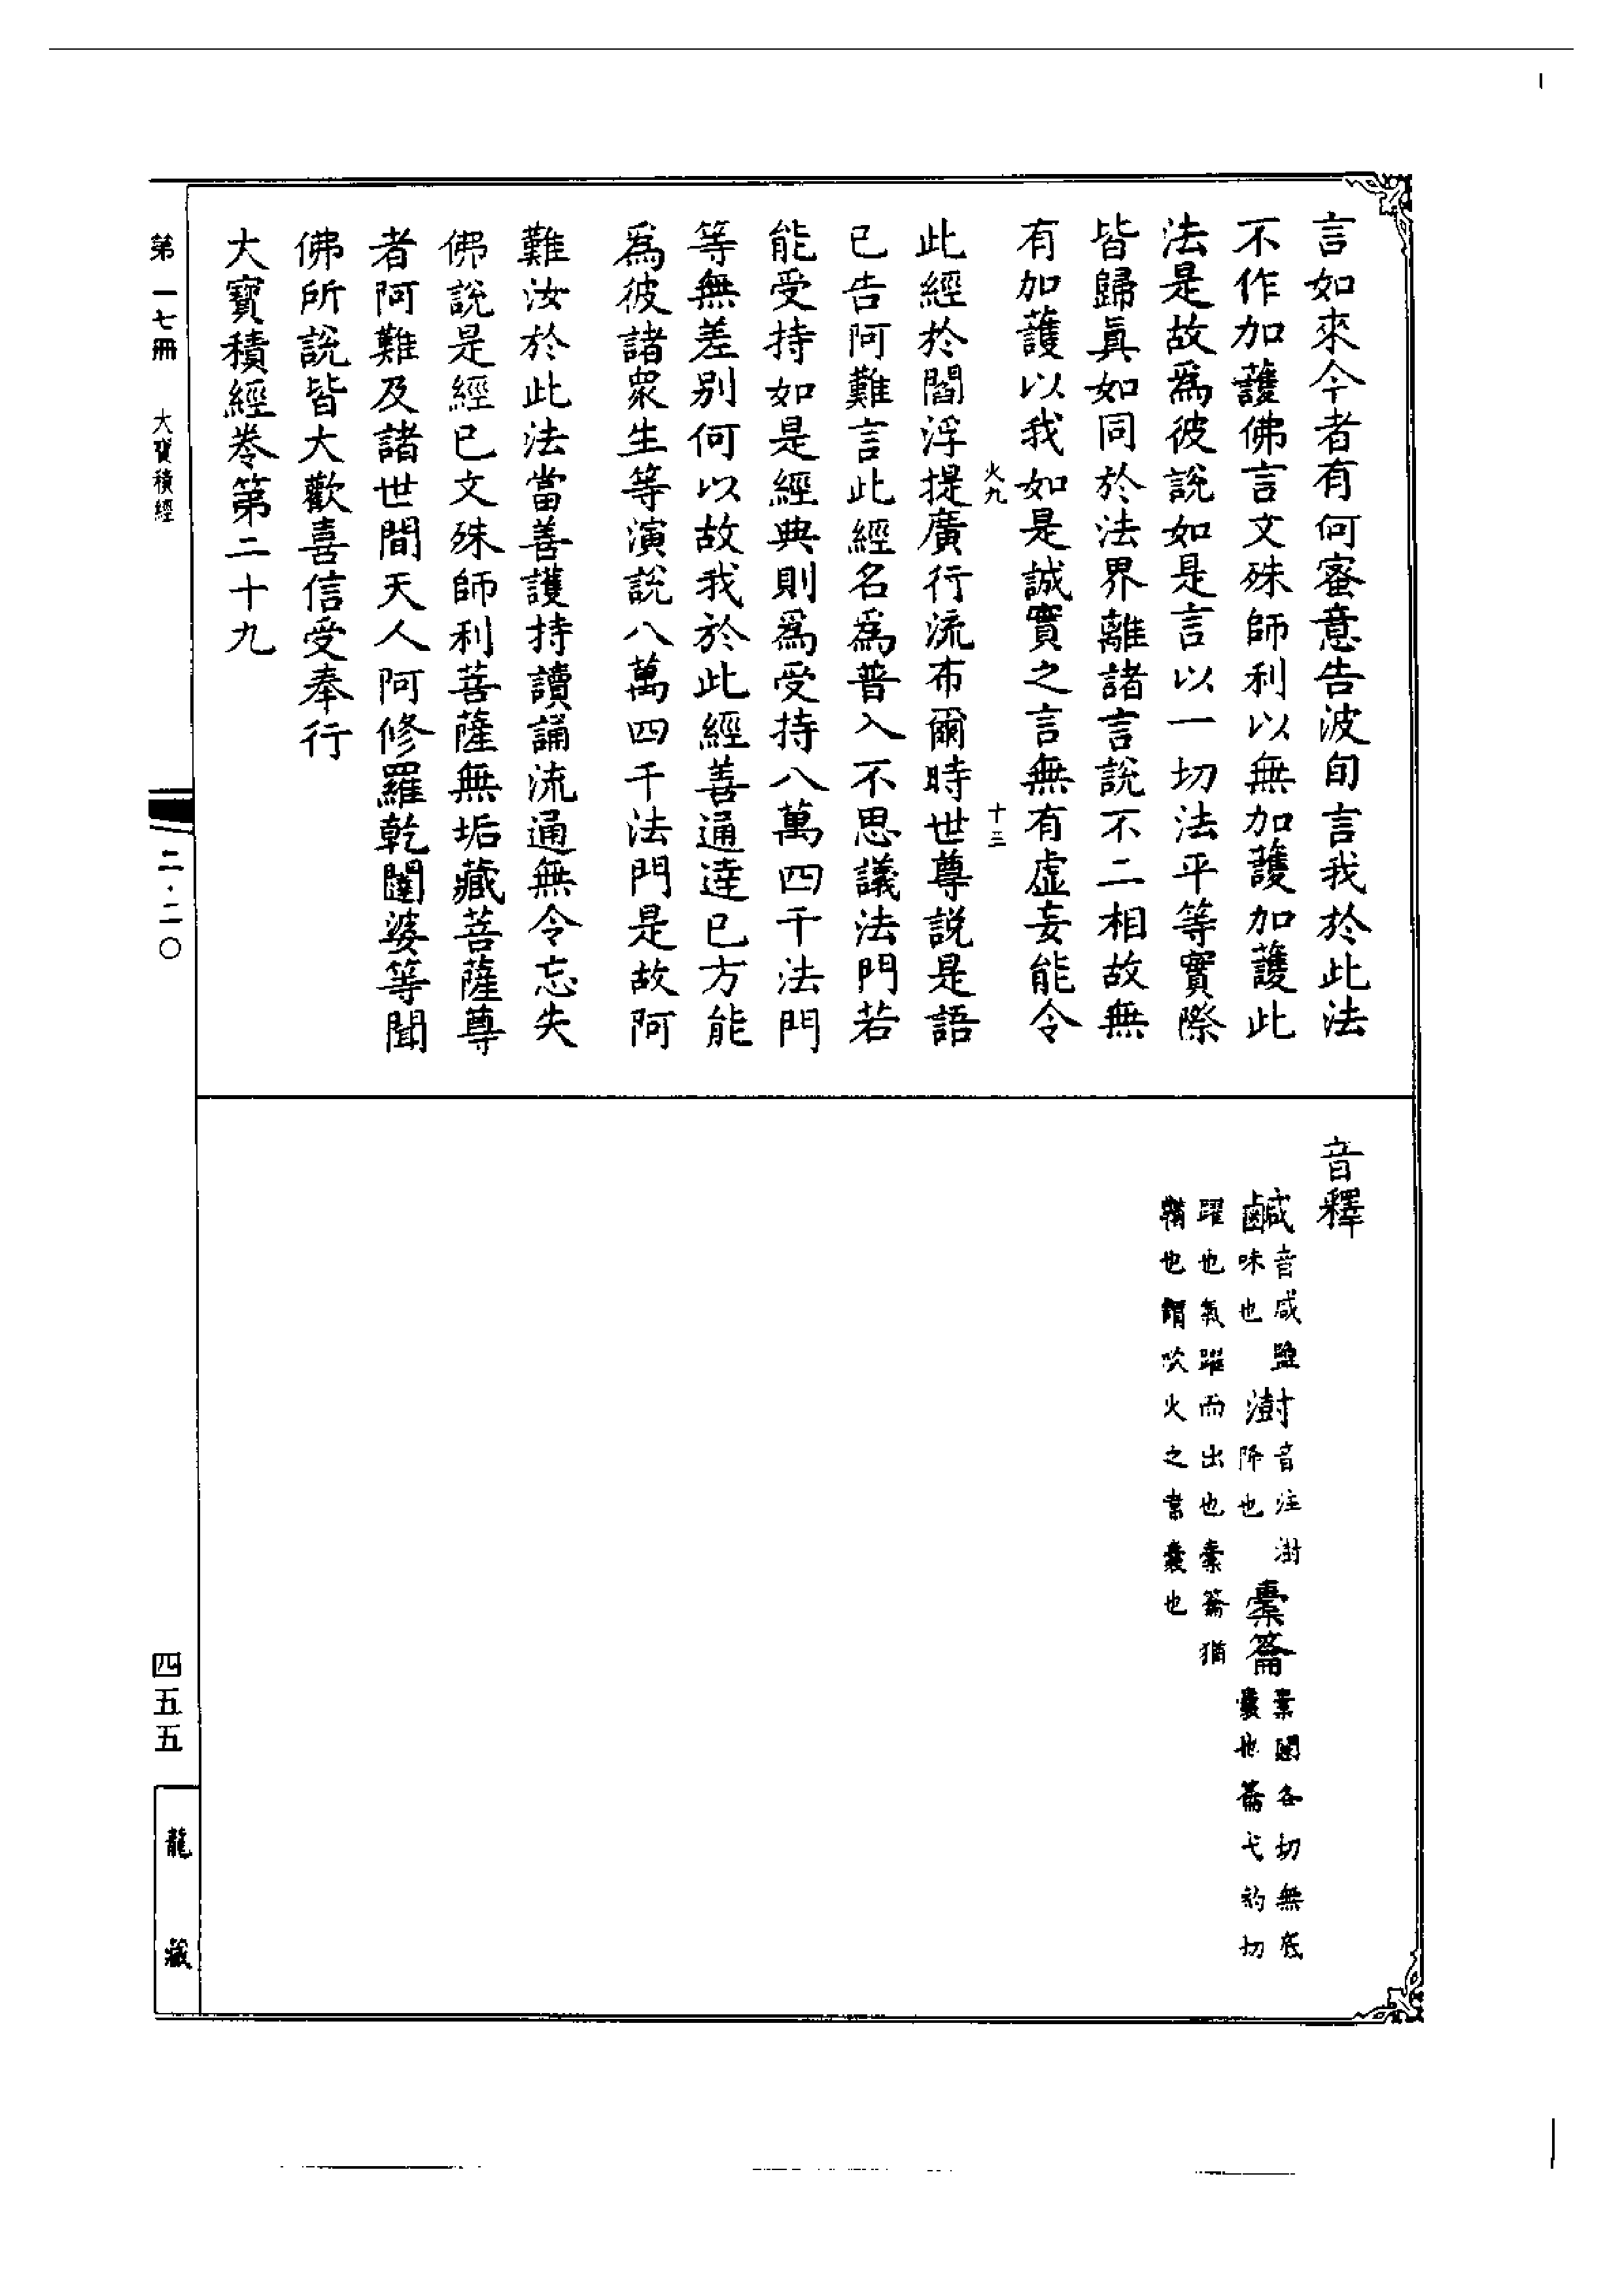 言如來今者有何密意告波旬言我於此法
不作加護佛言文殊師利以無加護加護此
法是故為彼說如是言以一切法平等實際
皆歸真如同於法界離諸言說不二相故無
有加護以我如是誠實之言無有虛妄能令
火九
十三
此經於閻浮提廣行流布爾時世尊說是語
已告阿難言此經名為普入不思議法門若
能受持如是經典則為受持八萬四千法門
等無差別何以故我於此經善通達已方能
為彼諸眾生等演說八萬四千法門是故阿
難汝於此法當善護持讀誦流通無令忘失
佛說是經已文殊師利菩薩無垢藏菩薩尊
者阿難及諸世間天人阿修羅乾闥婆等聞
佛所說皆大歡喜信受奉行
大寶積經卷第二十九
音釋
鹹音咸鹽味也澍音注澍降也橐籥橐闥各切無底囊也籥弋約切
躍也氣躍而出也橐籥猶
鞴也謂吹火之韋囊也
第一七冊 大寶積經
二·二〇
四五五
龍藏